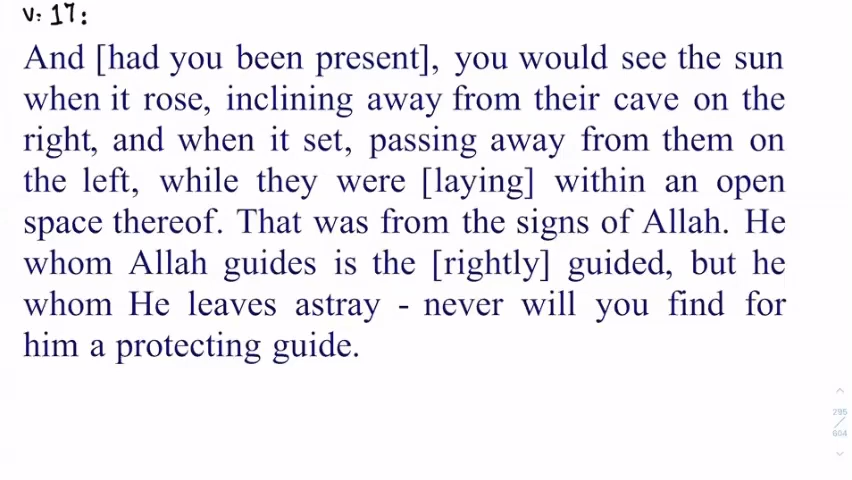 V: 17:
And [had you been present], you would see the sun
when it rose, inclining away from their cave on the
right, and when it set, passing away from them on
the left, while they were [laying] within an open
space thereof. That was from the signs of Allah. He
whom Allah guides is the [rightly] guided, but he
whom He leaves astray - never will you find for
him a protecting guide.
295
/
604